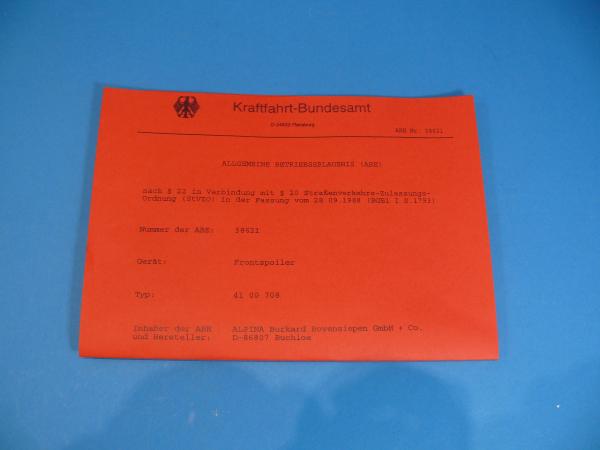 Kraftfahrt-Bundesamt
D-24932 Flensburg
ABE Nr. 38621
ALLGEMEINE BETRIEBSERLAUBNIS (ABE)
nach § 22 in Verbindung mit § 20 Straßenverkehrs-Zulassungs-
Ordnung (StVZO) in der Fassung vom 28.09.1988 (BGBl I S.1793)
Nummer der ABE: 38621
Gerät: Frontspoiler
Typ: 41 00 708
Inhaber der ABE ALPINA Burkard Bovensiepen GmbH + Co.
und Hersteller: D-86807 Buchloe